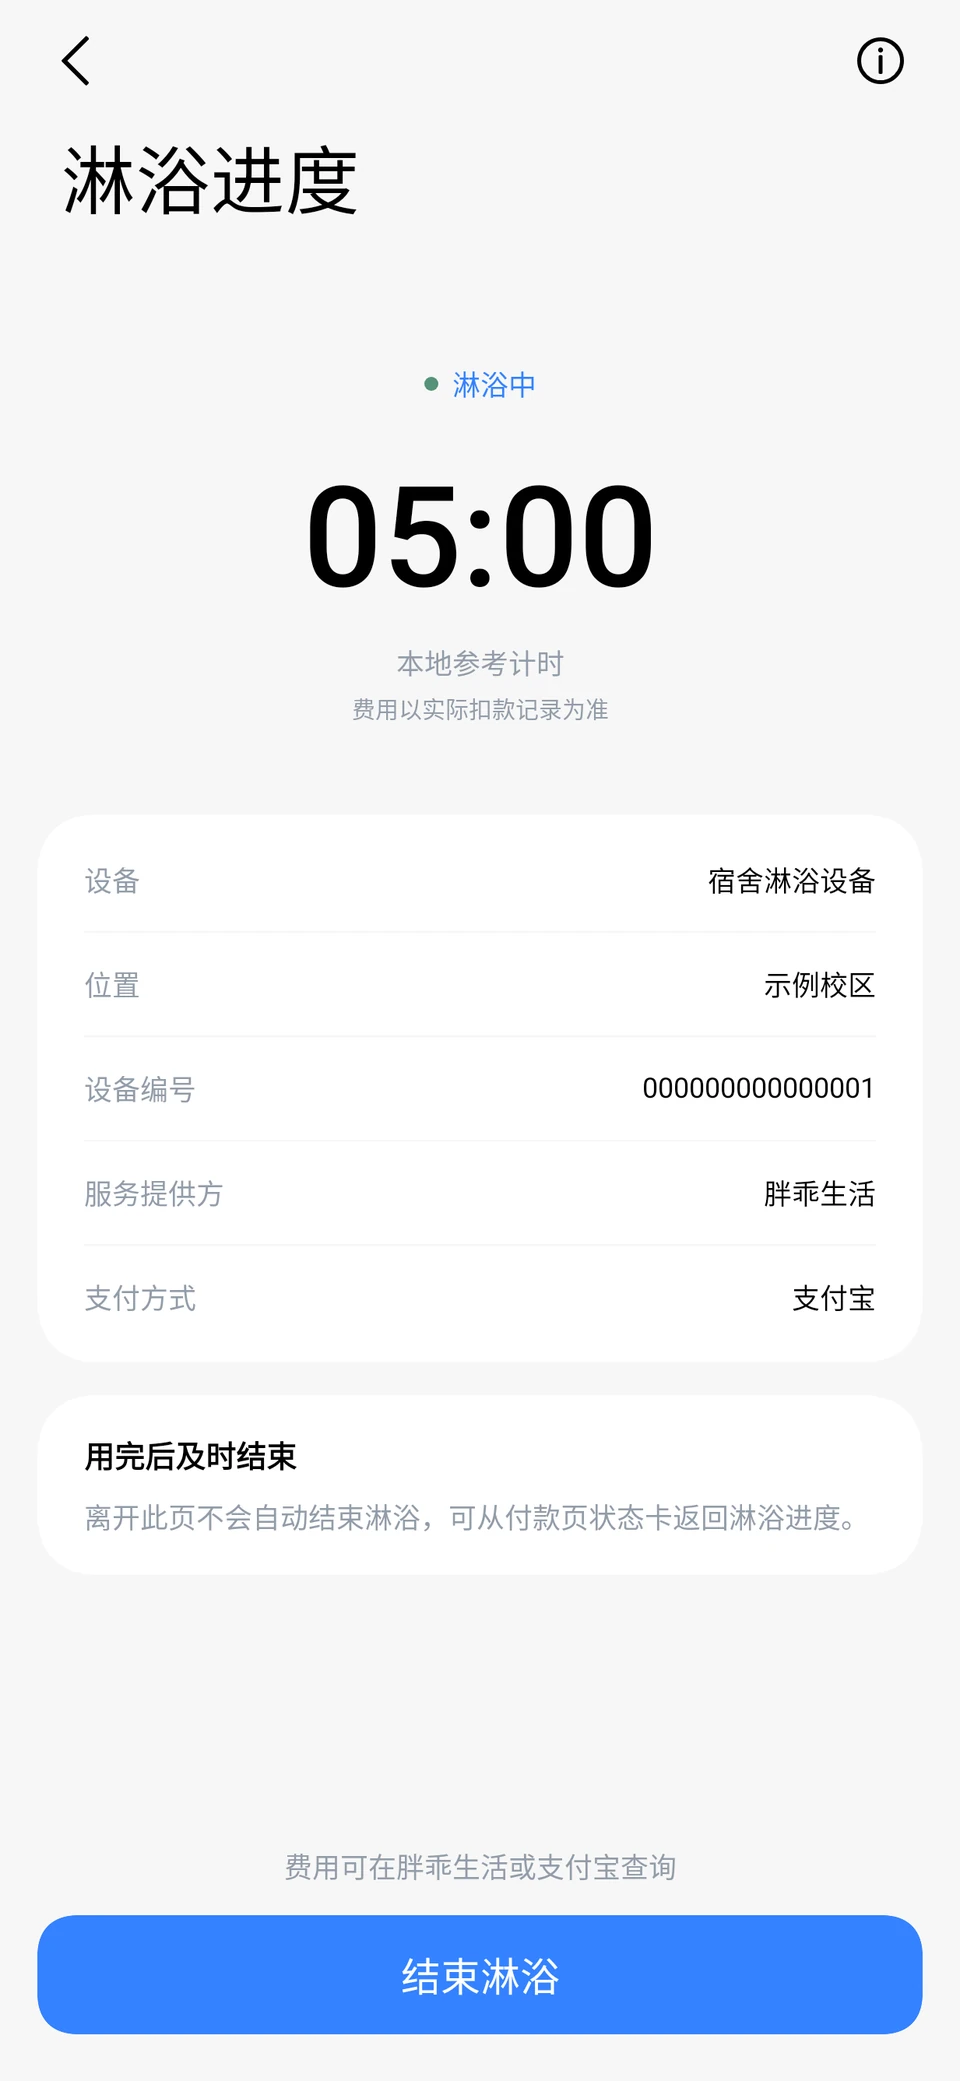 淋浴进度
淋浴中
05:00
本地参考计时
费用以实际扣款记录为准
设备 宿舍淋浴设备
位置 示例校区
设备编号 000000000000001
服务提供方 胖乖生活
支付方式 支付宝
用完后及时结束
离开此页不会自动结束淋浴，可从付款页状态卡返回淋浴进度。
费用可在胖乖生活或支付宝查询
结束淋浴